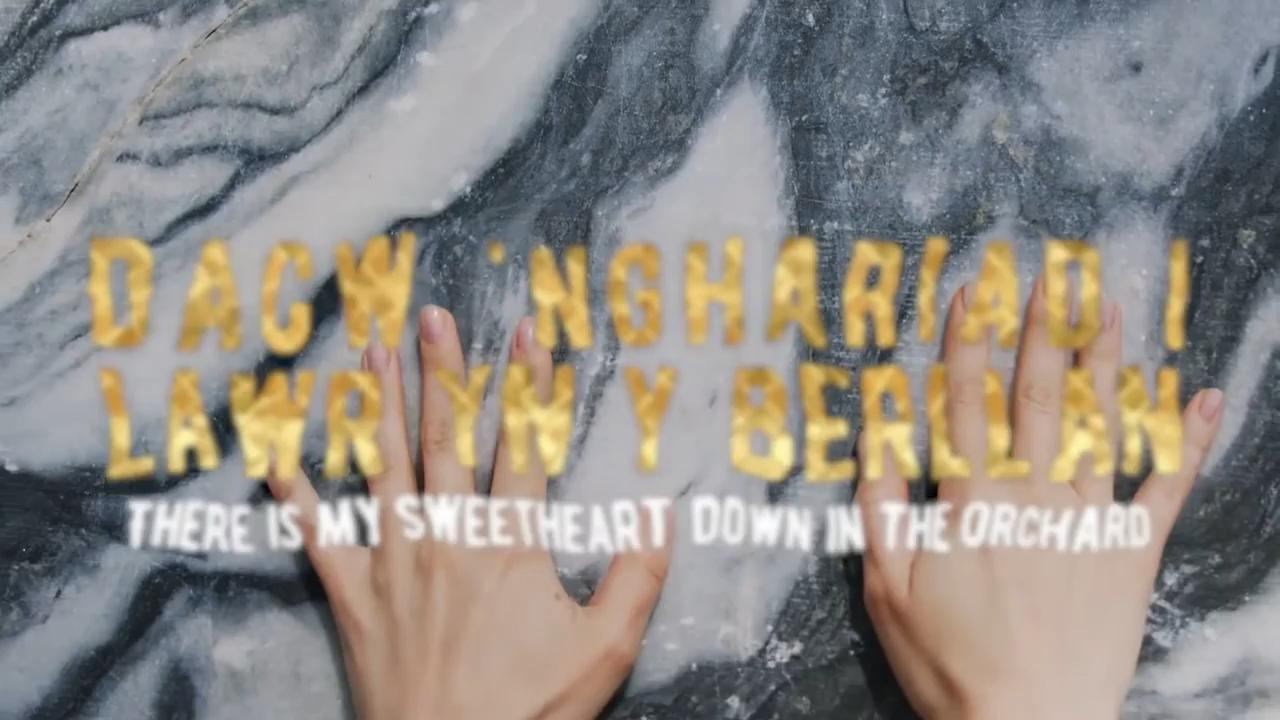 DACW 'NGHARIAD I
LAWR YN Y BERLLAN
THERE IS MY SWEETHEART DOWN IN THE ORCHARD